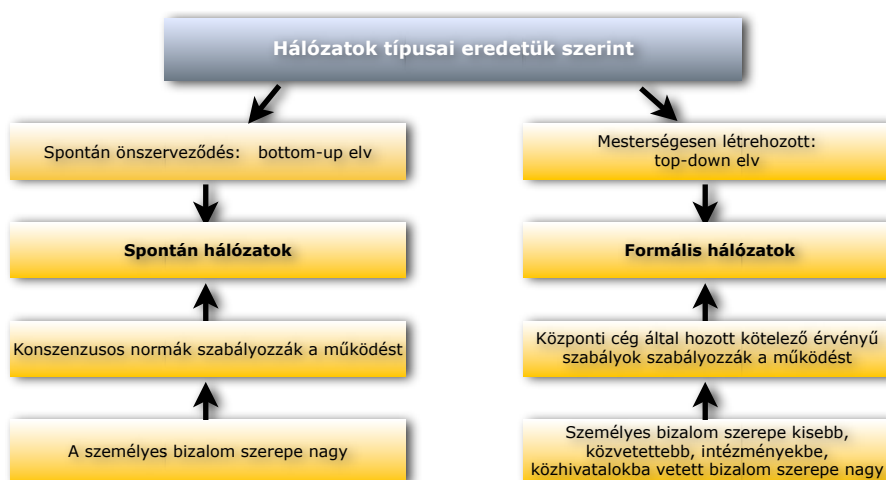 Hálózatok típusai eredetük szerint
Spontán önszerveződés: bottom-up elv
Mesterségesen létrehozott:
top-down elv
Spontán hálózatok
Formális hálózatok
Konszenzusos normák szabályozzák a működést
Központi cég által hozott kötelező érvényű
szabályok szabályozzák a működést
A személyes bizalom szerepe nagy
Személyes bizalom szerepe kisebb,
közvetettebb, intézményekbe,
közhivatalokba vetett bizalom szerepe nagy